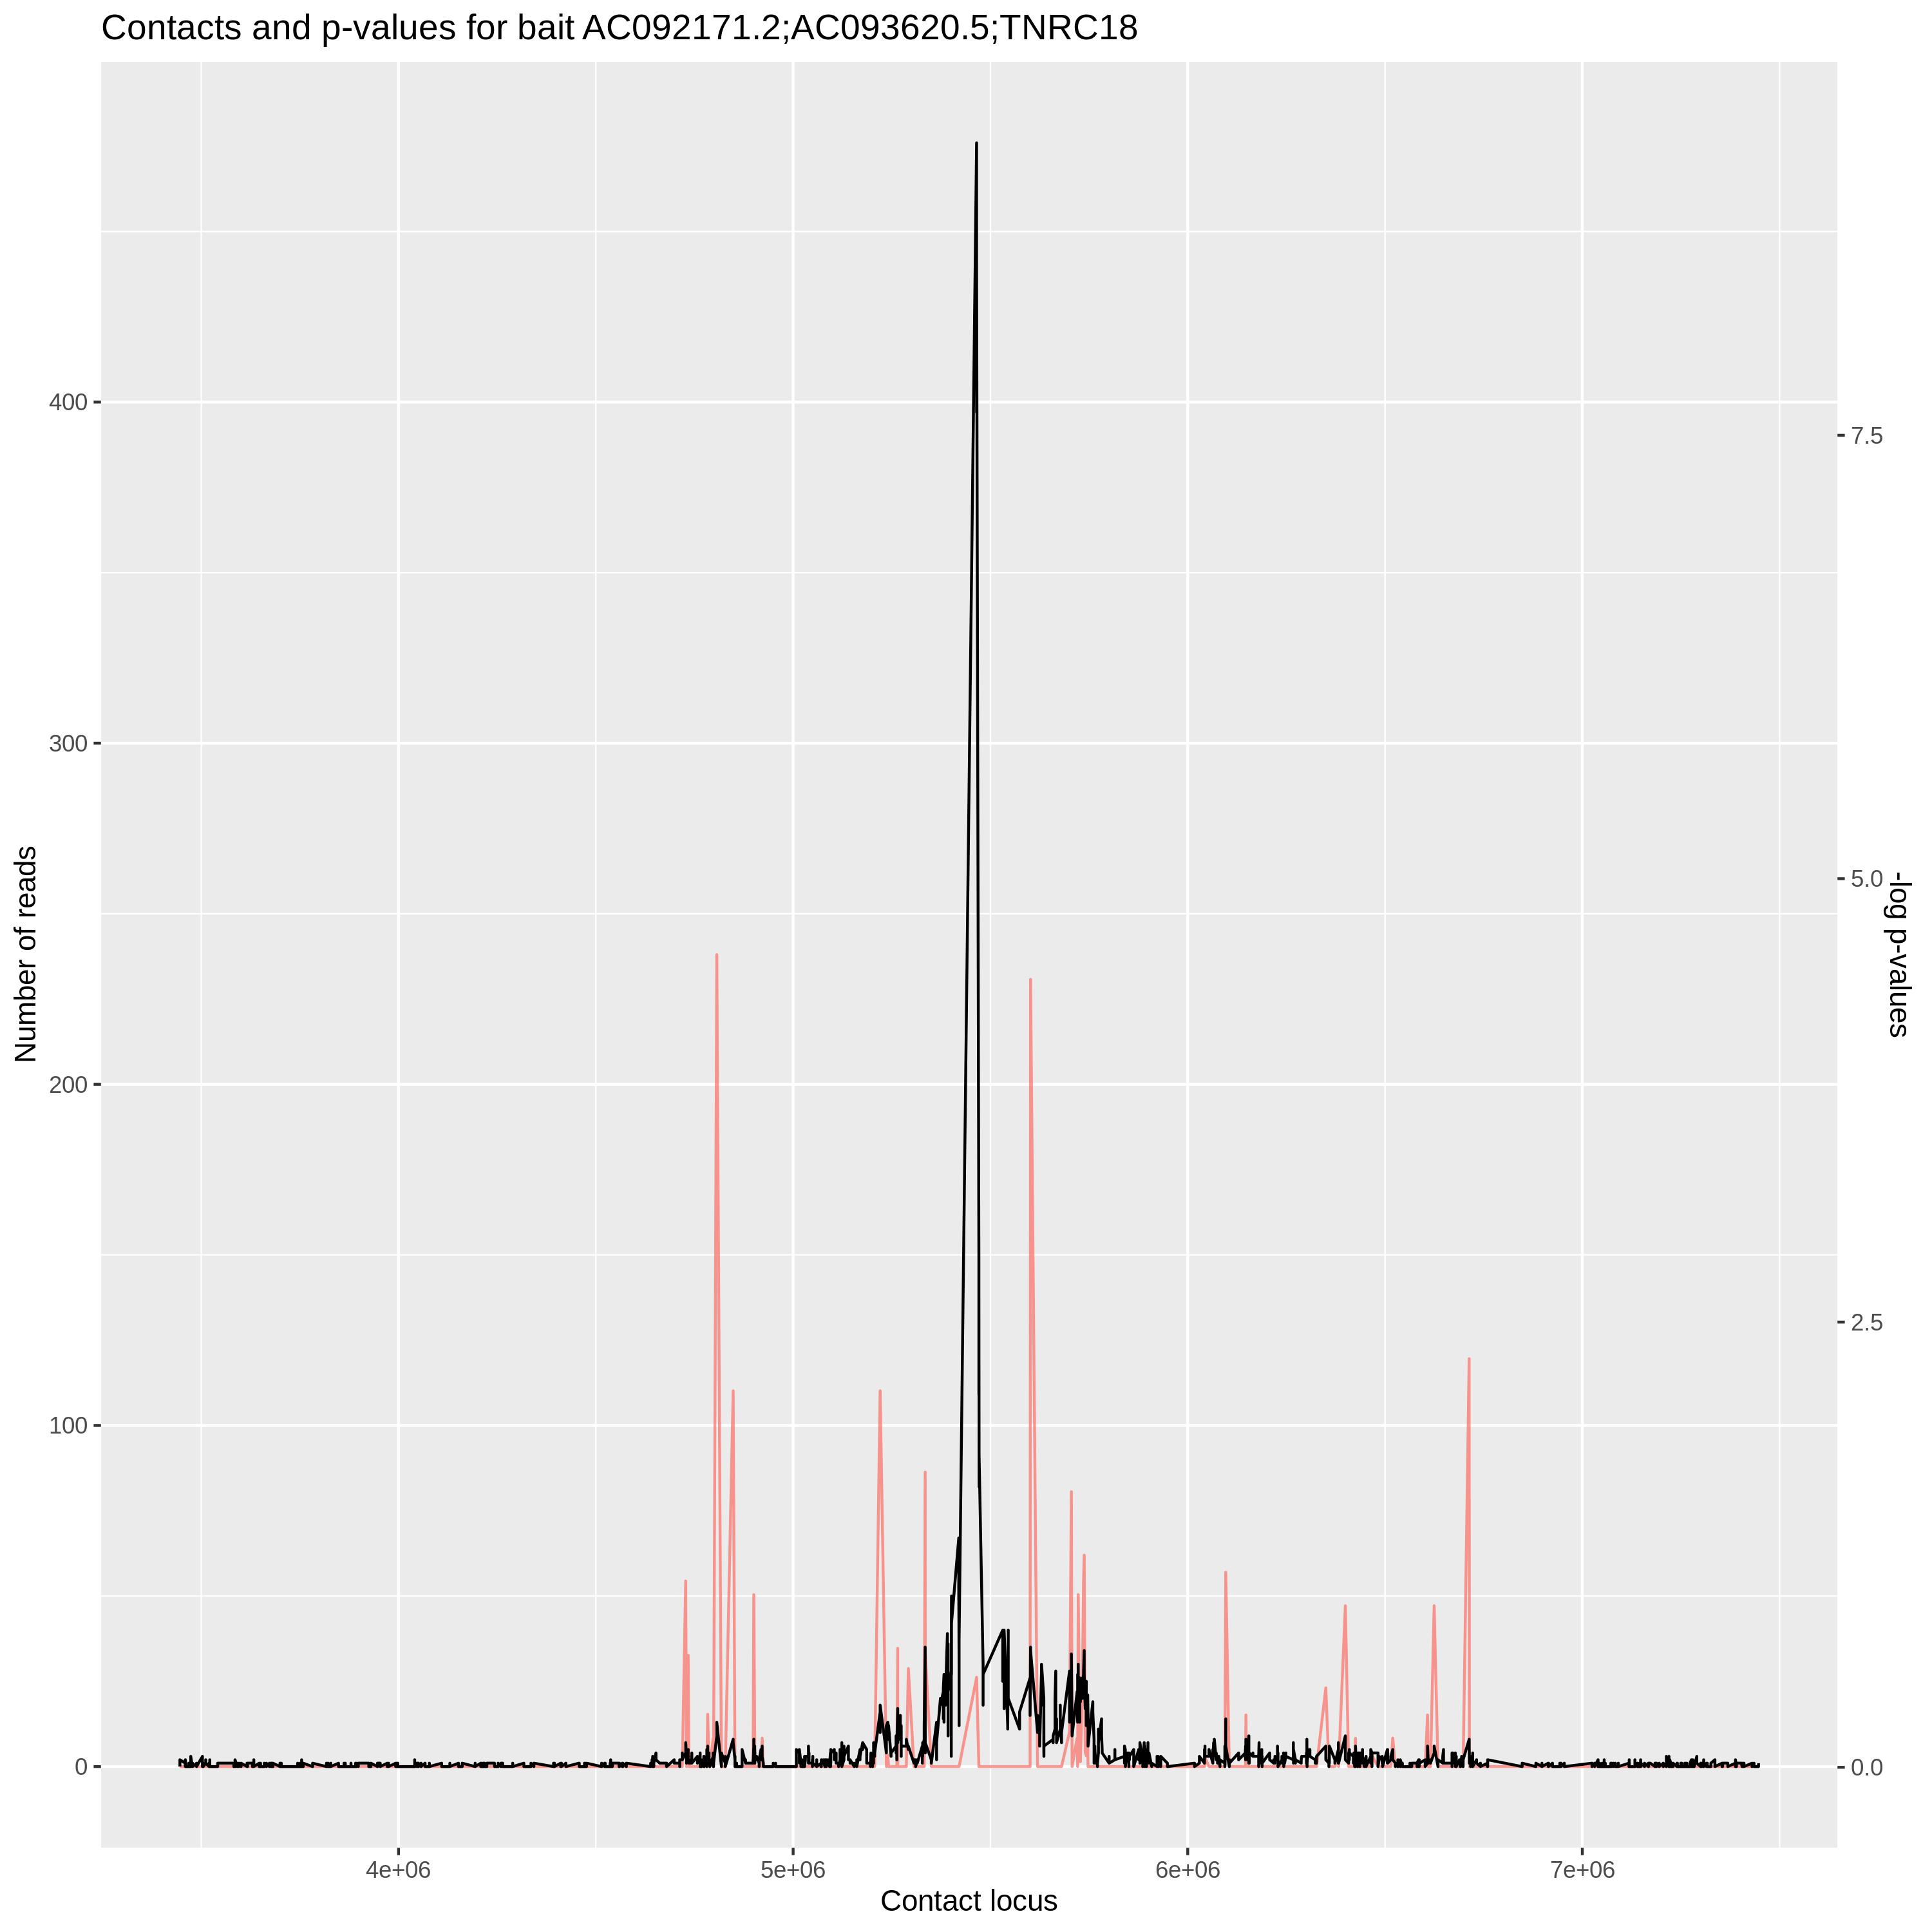 Contacts and p-values for bait AC092171.2;AC093620.5;TNRC18
400
300
200
100
0
Number of reads
7.5
5.0
2.5
0.0
-log p-values
4e+06
5e+06
6e+06
7e+06
Contact locus